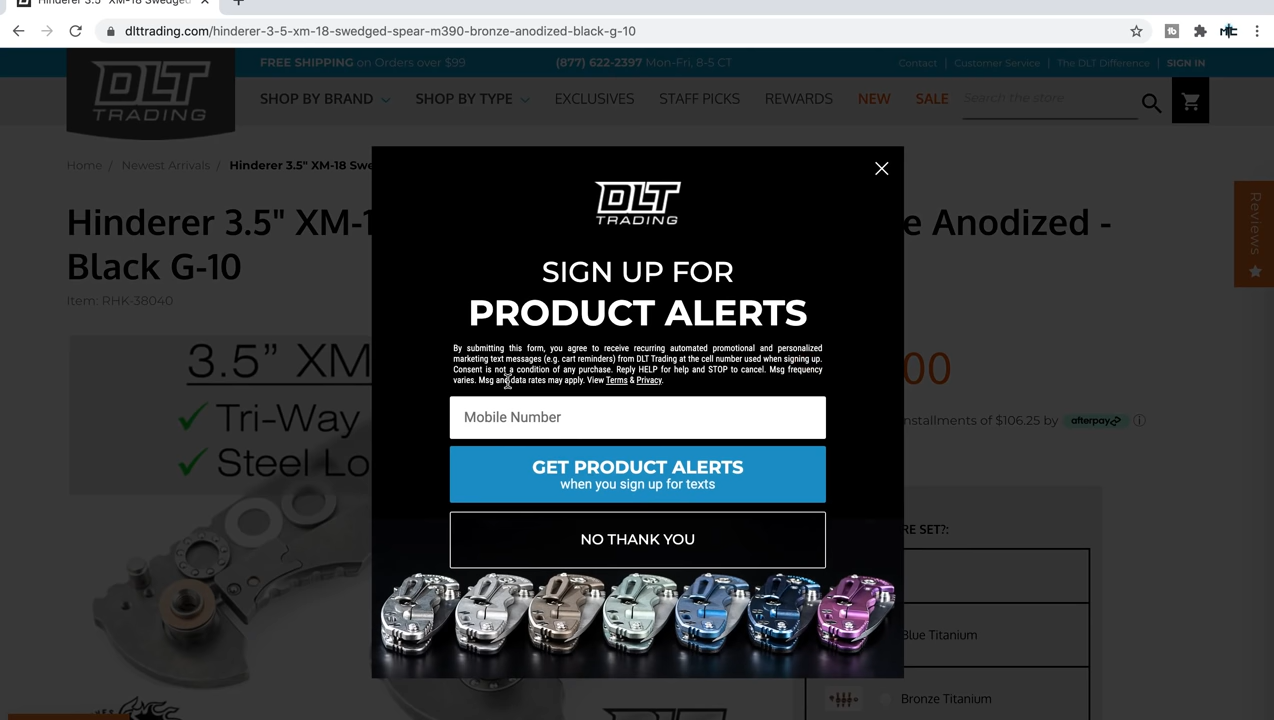 Hinderer 3.5" XM-18 Swedged
dlttrading.com/hinderer-3-5-xm-18-swedged-spear-m390-bronze-anodized-black-g-10
FREE SHIPPING on Orders over $99
(877) 622-2397 Mon-Fri, 8-5 CT
Contact | Customer Service | The DLT Difference | SIGN IN
DLT
TRADING
SHOP BY BRAND
SHOP BY TYPE
EXCLUSIVES
STAFF PICKS
REWARDS
NEW
SALE
Search the store
Home / Newest Arrivals / Hinderer 3.5" XM-18 Swe
Hinderer 3.5" XM-1
e Anodized -
Black G-10
Item: RHK-38040
DLT
TRADING
SIGN UP FOR
PRODUCT ALERTS
By submitting this form, you agree to receive recurring automated promotional and personalized
marketing text messages (e.g. cart reminders) from DLT Trading at the cell number used when signing up.
Consent is not a condition of any purchase. Reply HELP for help and STOP to cancel. Msg frequency
varies. Msg and data rates may apply. View Terms & Privacy.
Mobile Number
GET PRODUCT ALERTS
when you sign up for texts
NO THANK YOU
3.5" XM
✓ Tri-Way
✓ Steel Lo
00
nstallments of $106.25 by afterpay
Reviews
RE SET?:
Blue Titanium
Bronze Titanium
DLT